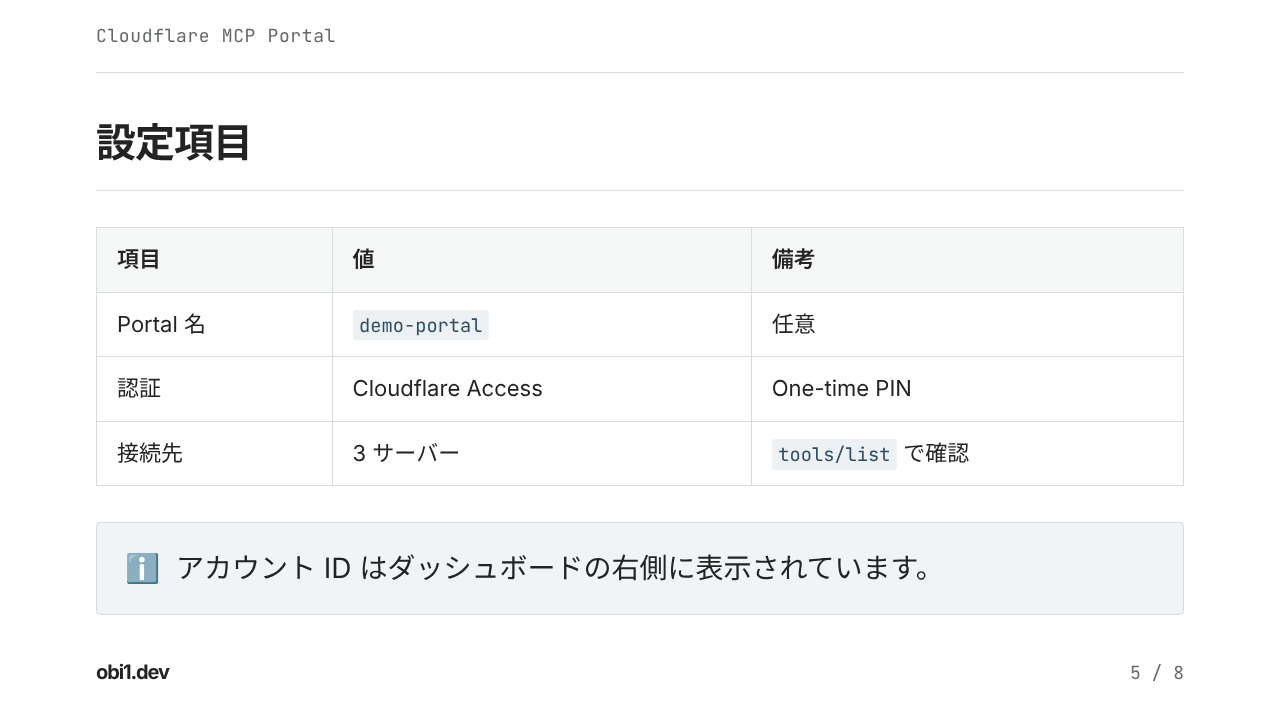 Cloudflare MCP Portal
設定項目
項目 値 備考
Portal 名 demo-portal 任意
認証 Cloudflare Access One-time PIN
接続先 3 サーバー tools/list で確認
ℹ️ アカウント ID はダッシュボードの右側に表示されています。
obi1.dev 5 / 8